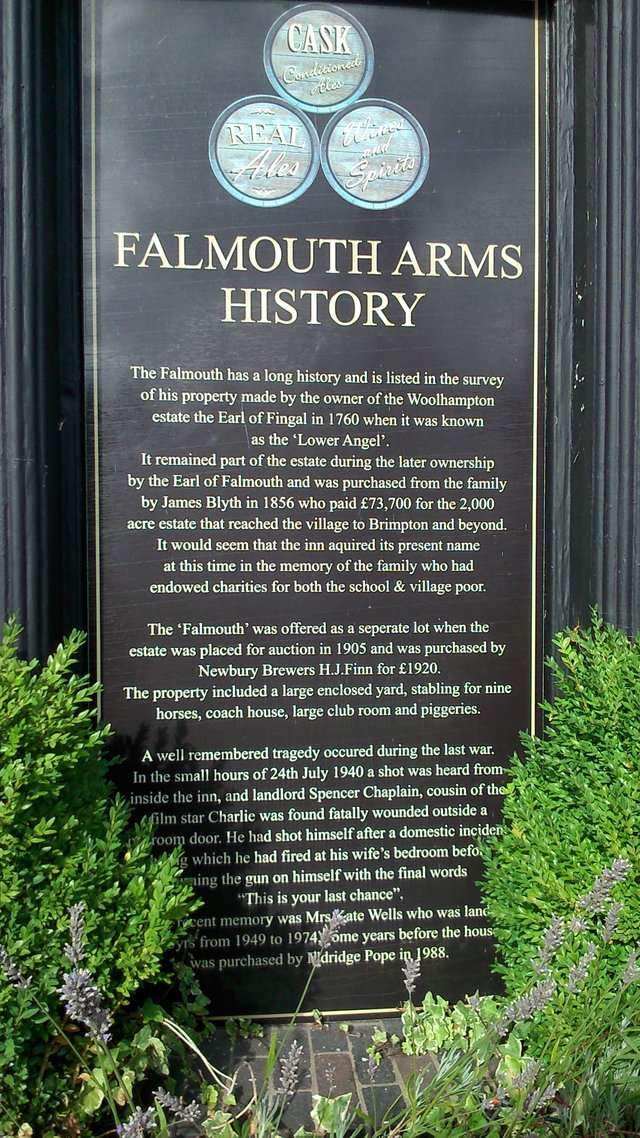 CASK
Conditioned
Ales
REAL
Ales
Wines
and
Spirits
FALMOUTH ARMS
HISTORY
The Falmouth has a long history and is listed in the survey
of his property made by the owner of the Woolhampton
estate the Earl of Fingal in 1760 when it was known
as the ‘Lower Angel’.
It remained part of the estate during the later ownership
by the Earl of Falmouth and was purchased from the family
by James Blyth in 1856 who paid £73,700 for the 2,000
acre estate that reached the village to Brimpton and beyond.
It would seem that the inn aquired its present name
at this time in the memory of the family who had
endowed charities for both the school & village poor.
The ‘Falmouth’ was offered as a seperate lot when the
estate was placed for auction in 1905 and was purchased by
Newbury Brewers H.J.Finn for £1920.
The property included a large enclosed yard, stabling for nine
horses, coach house, large club room and piggeries.
A well remembered tragedy occured during the last war.
In the small hours of 24th July 1940 a shot was heard from
inside the inn, and landlord Spencer Chaplain, cousin of the
film star Charlie was found fatally wounded outside a
room door. He had shot himself after a domestic
which he had fired at his wife's bedroom
the gun on himself with the final words
“This is your last chance”.
memory was Mrs Kate Wells who was
from 1949 to 1974 some years before the
was purchased by Eldridge Pope in 1988.